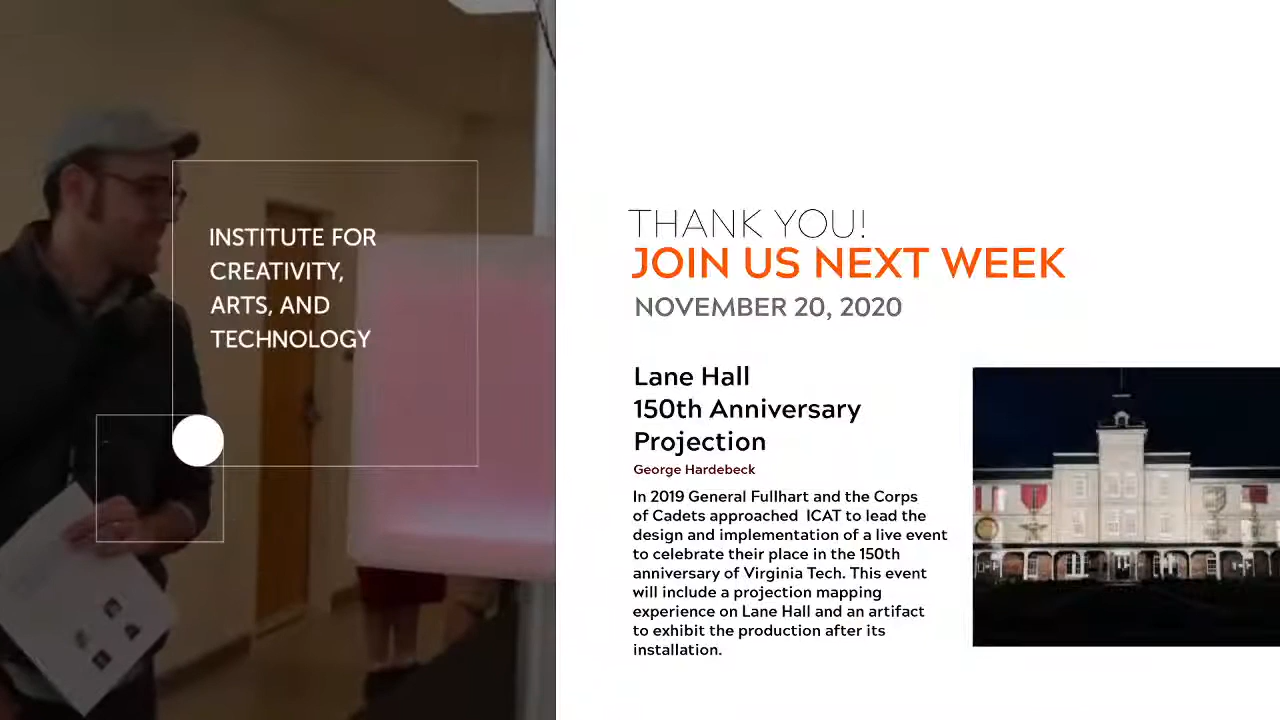 INSTITUTE FOR
CREATIVITY,
ARTS, AND
TECHNOLOGY
THANK YOU!
JOIN US NEXT WEEK
NOVEMBER 20, 2020
Lane Hall
150th Anniversary
Projection
George Hardebeck
In 2019 General Fullhart and the Corps
of Cadets approached ICAT to lead the
design and implementation of a live event
to celebrate their place in the 150th
anniversary of Virginia Tech. This event
will include a projection mapping
experience on Lane Hall and an artifact
to exhibit the production after its
installation.